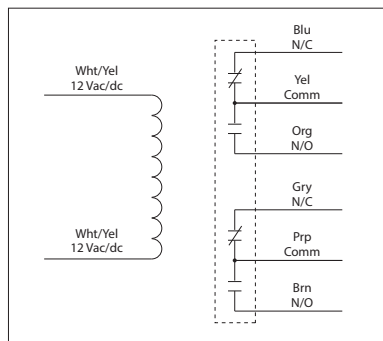 Wht/Yel
12 Vac/dc
Wht/Yel
12 Vac/dc
Blu
N/C
Yel
Comm
Org
N/O
Gry
N/C
Prp
Comm
Brn
N/O